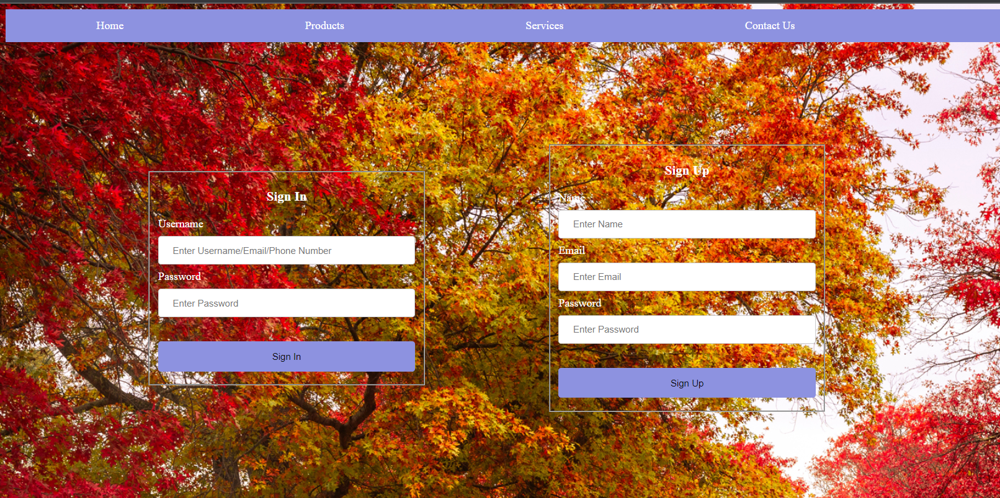 Home Products Services Contact Us
Sign In
Username
Enter Username/Email/Phone Number
Password
Enter Password
Sign In
Sign Up
Name
Enter Name
Email
Enter Email
Password
Enter Password
Sign Up